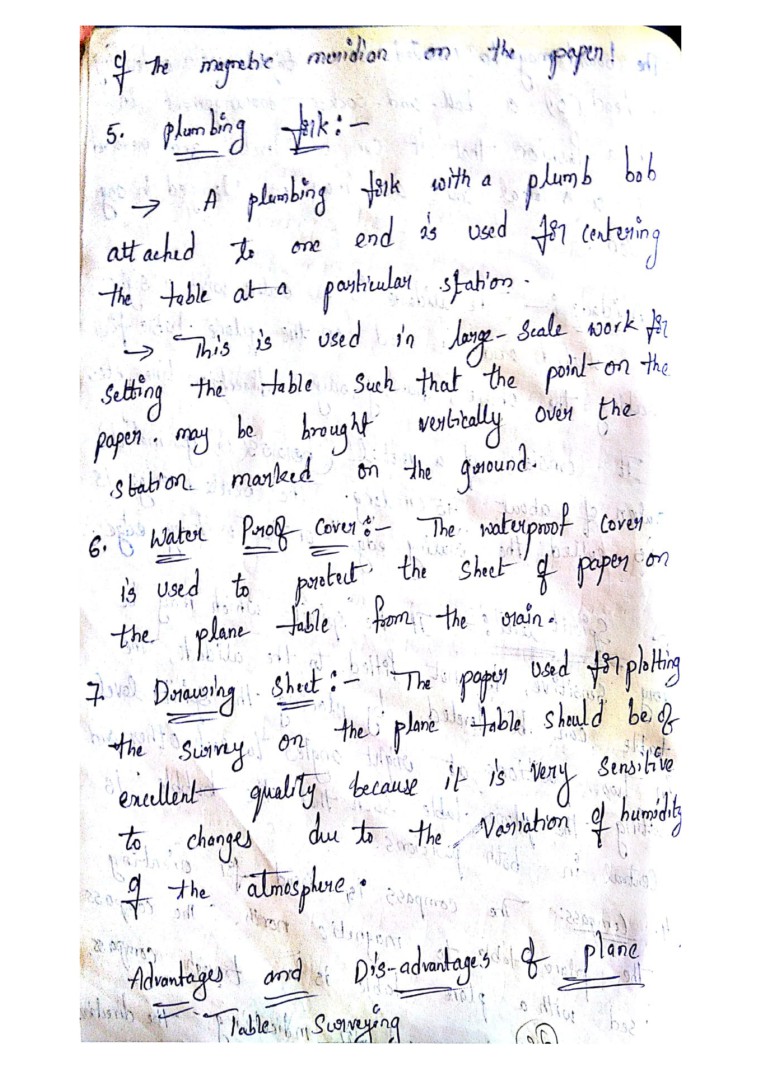 of the magnetic meridian on the paper!
5. plumbing fork:-
→ A plumbing fork with a plumb bob
attached to one end is used for centering
the table at a particular station.
→ This is used in large-scale work for
setting the table such that the point on the
paper. may be brought vertically over the
station marked on the ground.
6. Water Proof Cover:- The waterproof cover
is used to protect the sheet of paper on
the plane table from the rain.
7. Drawing Sheet:- The paper used for plotting
the survey on the plane table should be of
excellent quality because it is very sensitive
to changes due to the variation of humidity
of the atmosphere.
Advantages and Dis-advantages of plane
Table Surveying